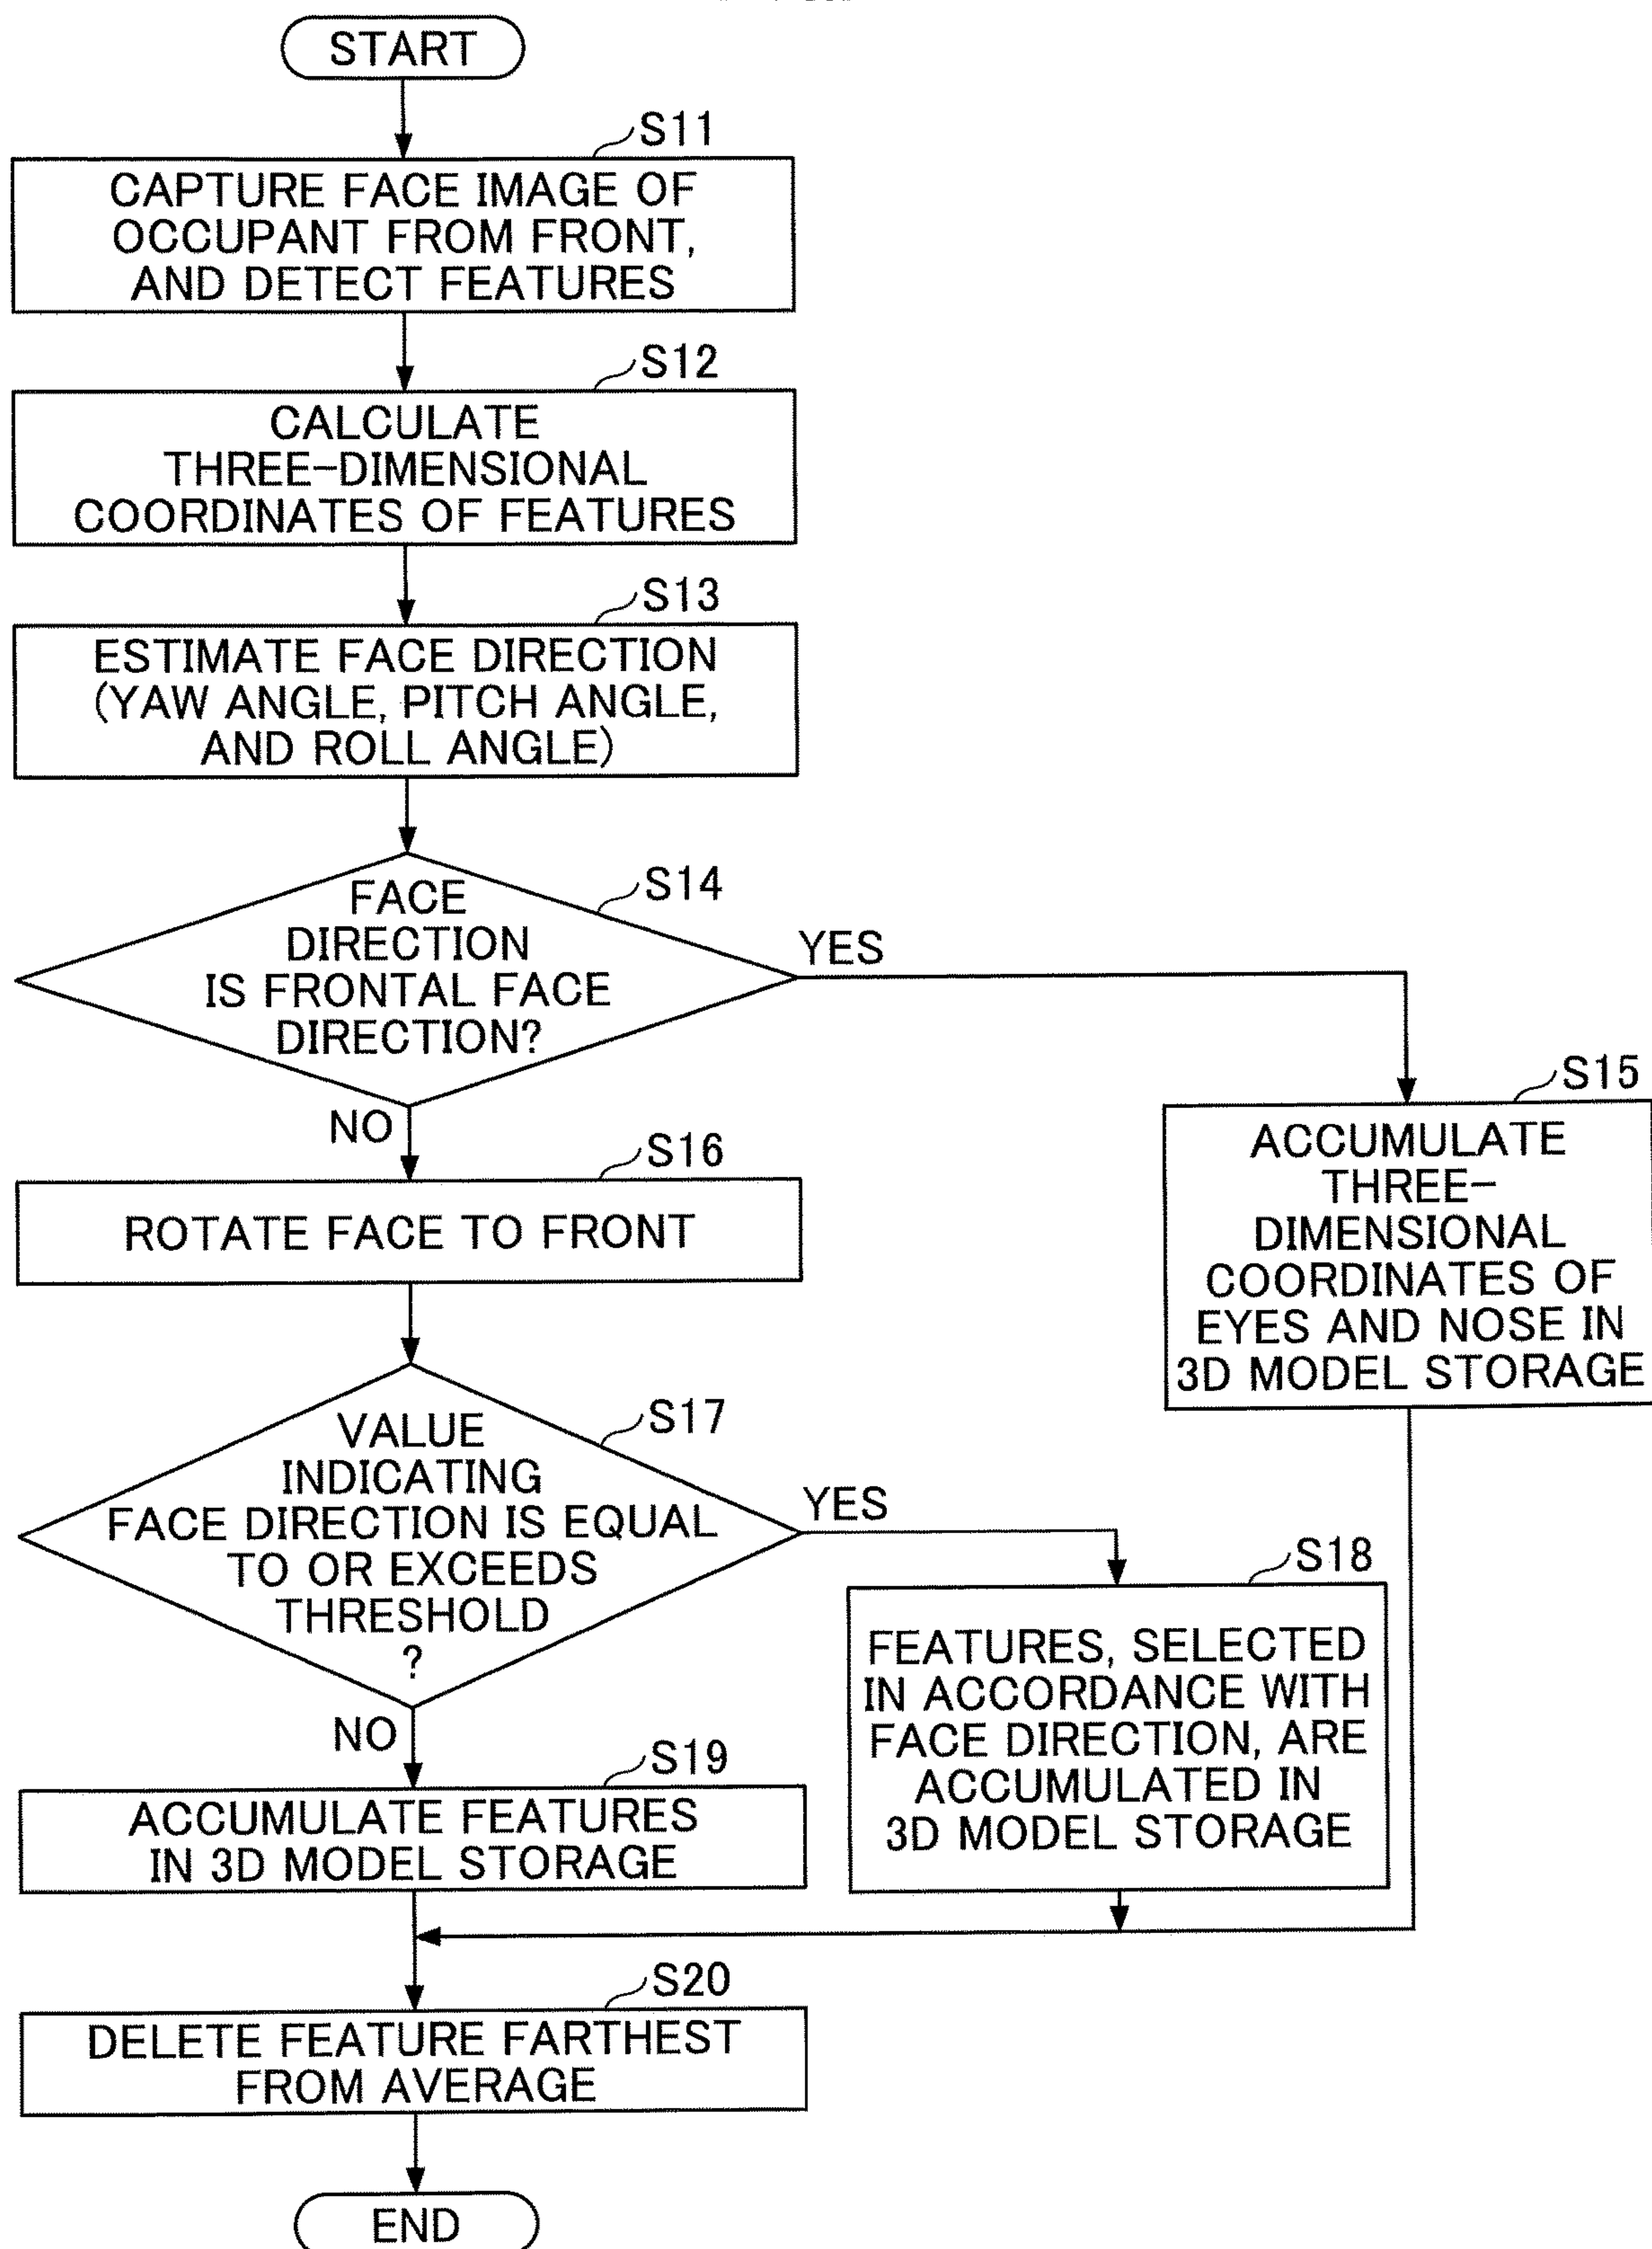 START
S11
CAPTURE FACE IMAGE OF
OCCUPANT FROM FRONT,
AND DETECT FEATURES
S12
CALCULATE
THREE-DIMENSIONAL
COORDINATES OF FEATURES
S13
ESTIMATE FACE DIRECTION
(YAW ANGLE, PITCH ANGLE,
AND ROLL ANGLE)
S14
FACE
DIRECTION
IS FRONTAL FACE
DIRECTION?
YES
NO
S15
ACCUMULATE
THREE-
DIMENSIONAL
COORDINATES OF
EYES AND NOSE IN
3D MODEL STORAGE
S16
ROTATE FACE TO FRONT
S17
VALUE
INDICATING
FACE DIRECTION IS EQUAL
TO OR EXCEEDS
THRESHOLD
?
YES
NO
S18
FEATURES, SELECTED
IN ACCORDANCE WITH
FACE DIRECTION, ARE
ACCUMULATED IN
3D MODEL STORAGE
S19
ACCUMULATE FEATURES
IN 3D MODEL STORAGE
S20
DELETE FEATURE FARTHEST
FROM AVERAGE
END